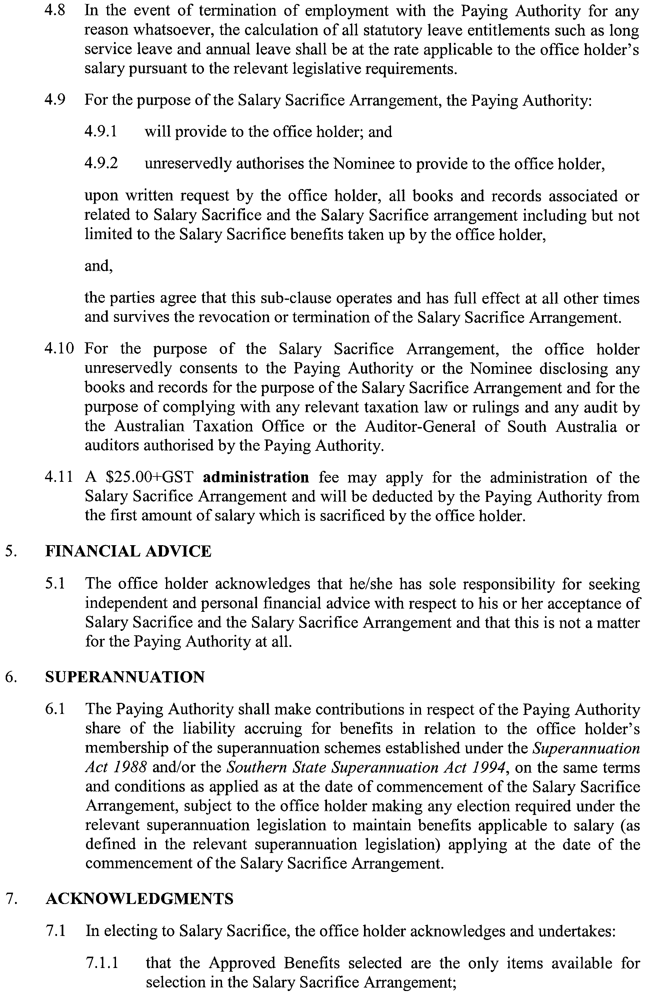 4.8 In the event of termination of employment with the Paying Authority for any
reason whatsoever, the calculation of all statutory leave entitlements such as long
service leave and annual leave shall be at the rate applicable to the office holder's
salary pursuant to the relevant legislative requirements.
4.9 For the purpose of the Salary Sacrifice Arrangement, the Paying Authority:
4.9.1 will provide to the office holder; and
4.9.2 unreservedly authorises the Nominee to provide to the office holder,
upon written request by the office holder, all books and records associated or
related to Salary Sacrifice and the Salary Sacrifice arrangement including but not
limited to the Salary Sacrifice benefits taken up by the office holder,
and,
the parties agree that this sub-clause operates and has full effect at all other times
and survives the revocation or termination of the Salary Sacrifice Arrangement.
4.10 For the purpose of the Salary Sacrifice Arrangement, the office holder
unreservedly consents to the Paying Authority or the Nominee disclosing any
books and records for the purpose of the Salary Sacrifice Arrangement and for the
purpose of complying with any relevant taxation law or rulings and any audit by
the Australian Taxation Office or the Auditor-General of South Australia or
auditors authorised by the Paying Authority.
4.11 A $25.00+GST administration fee may apply for the administration of the
Salary Sacrifice Arrangement and will be deducted by the Paying Authority from
the first amount of salary which is sacrificed by the office holder.
5. FINANCIAL ADVICE
5.1 The office holder acknowledges that he/she has sole responsibility for seeking
independent and personal financial advice with respect to his or her acceptance of
Salary Sacrifice and the Salary Sacrifice Arrangement and that this is not a matter
for the Paying Authority at all.
6. SUPERANNUATION
6.1 The Paying Authority shall make contributions in respect of the Paying Authority
share of the liability accruing for benefits in relation to the office holder's
membership of the superannuation schemes established under the Superannuation
Act 1988 and/or the Southern State Superannuation Act 1994, on the same terms
and conditions as applied as at the date of commencement of the Salary Sacrifice
Arrangement, subject to the office holder making any election required under the
relevant superannuation legislation to maintain benefits applicable to salary (as
defined in the relevant superannuation legislation) applying at the date of the
commencement of the Salary Sacrifice Arrangement.
7. ACKNOWLEDGMENTS
7.1 In electing to Salary Sacrifice, the office holder acknowledges and undertakes:
7.1.1 that the Approved Benefits selected are the only items available for
selection in the Salary Sacrifice Arrangement;